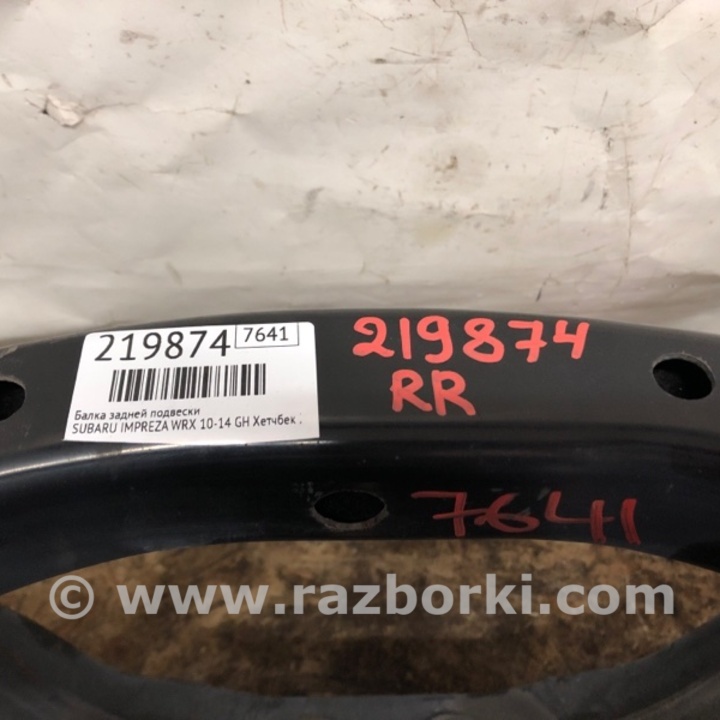 219874 7641
Балка задней подвески
SUBARU IMPREZA WRX 10-14 GH Хетчбек .
219874
RR
7641
© www.razborki.com